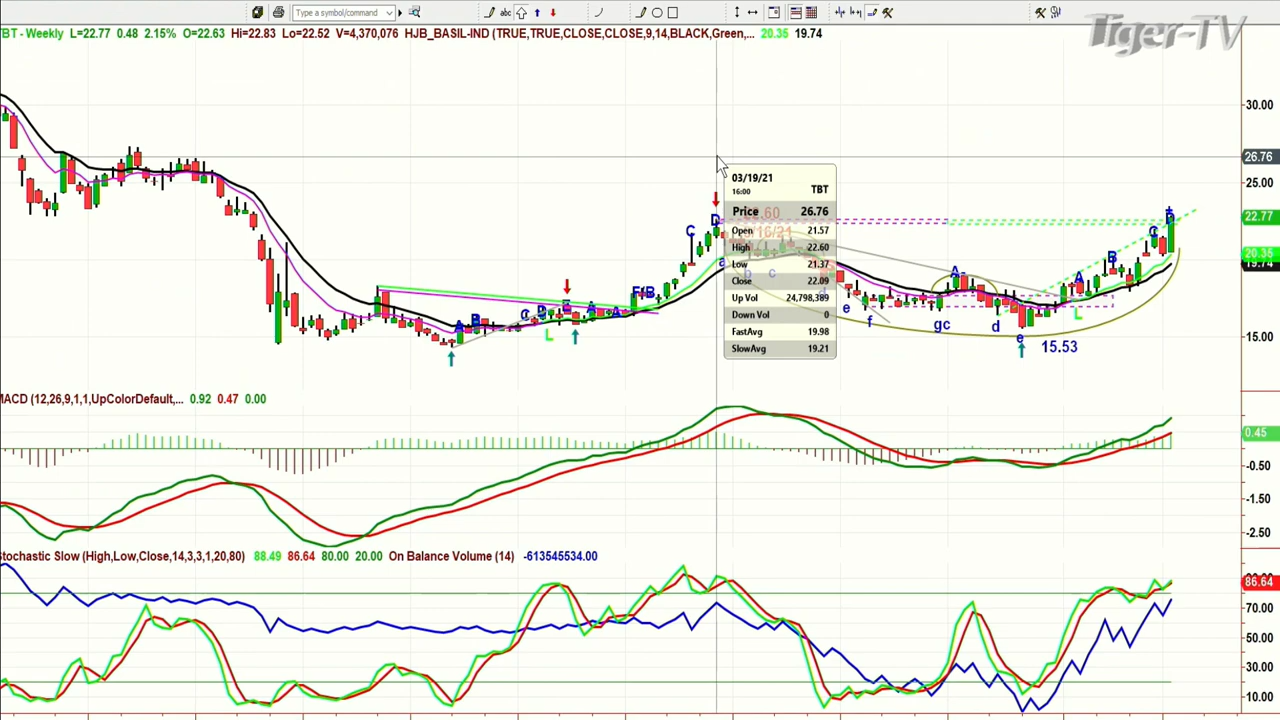 Type a symbol/command
abc
Tiger-TV
TBT - Weekly L=22.77 0.48 2.15% O=22.63 Hi=22.83 Lo=22.52 V=4,370,076 HJB_BASIL-IND (TRUE,TRUE,CLOSE,CLOSE,9,14,BLACK,Green,... 20.35 19.74
30.00
26.76
25.00
22.77
20.35
19.74
15.00
03/19/21
16:00 TBT
Price 26.76
Open 21.57
High 22.60
Low 21.37
Close 22.09
Up Vol 24,798,389
Down Vol 0
FastAvg 19.98
SlowAvg 19.21
C D
A B C D E A A F/B
L
a b c d e f gc
A d e
15.53
A B C
L
MACD (12,26,9,1,1,UpColorDefault,... 0.92 0.47 0.00
0.45
-0.50
-1.50
-2.50
Stochastic Slow (High,Low,Close,14,3,3,1,20,80) 88.49 86.64 80.00 20.00 On Balance Volume (14) -613545534.00
86.64
70.00
50.00
30.00
10.00